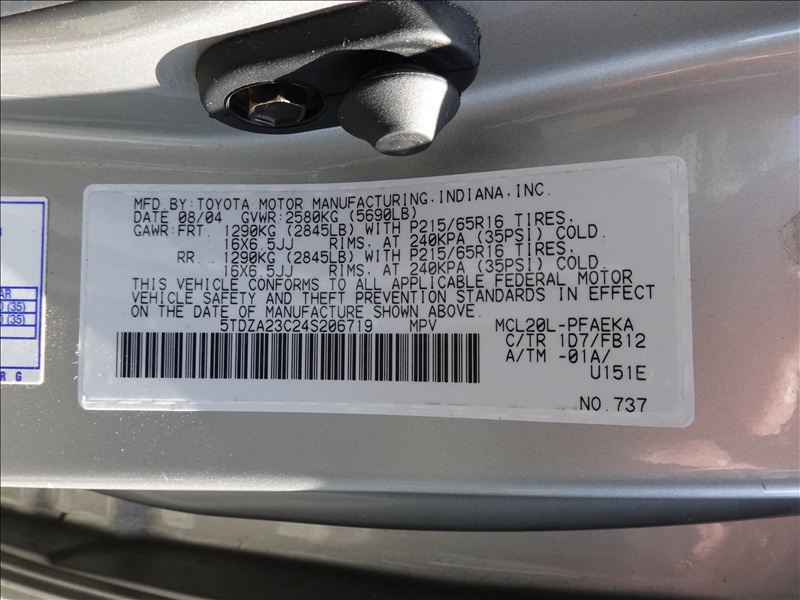 MFD.BY:TOYOTA MOTOR MANUFACTURING.INDIANA.INC.
DATE 08/04 GVWR:2580KG (5690LB)
GAWR:FRT. 1290KG (2845LB) WITH P215/65R16 TIRES.
16X6.5JJ RIMS, AT 240KPA (35PSI) COLD.
RR. 1290KG (2845LB) WITH P215/65R16 TIRES.
16X6.5JJ RIMS, AT 240KPA (35PSI) COLD.
THIS VEHICLE CONFORMS TO ALL APPLICABLE FEDERAL MOTOR
VEHICLE SAFETY AND THEFT PREVENTION STANDARDS IN EFFECT
ON THE DATE OF MANUFACTURE SHOWN ABOVE.
5TDZA23C24S206719 MPV MCL20L-PFAEKA
C/TR 1D7/FB12
A/TM -01A/
U151E
NO.737
AR
(35)
(35)
R G